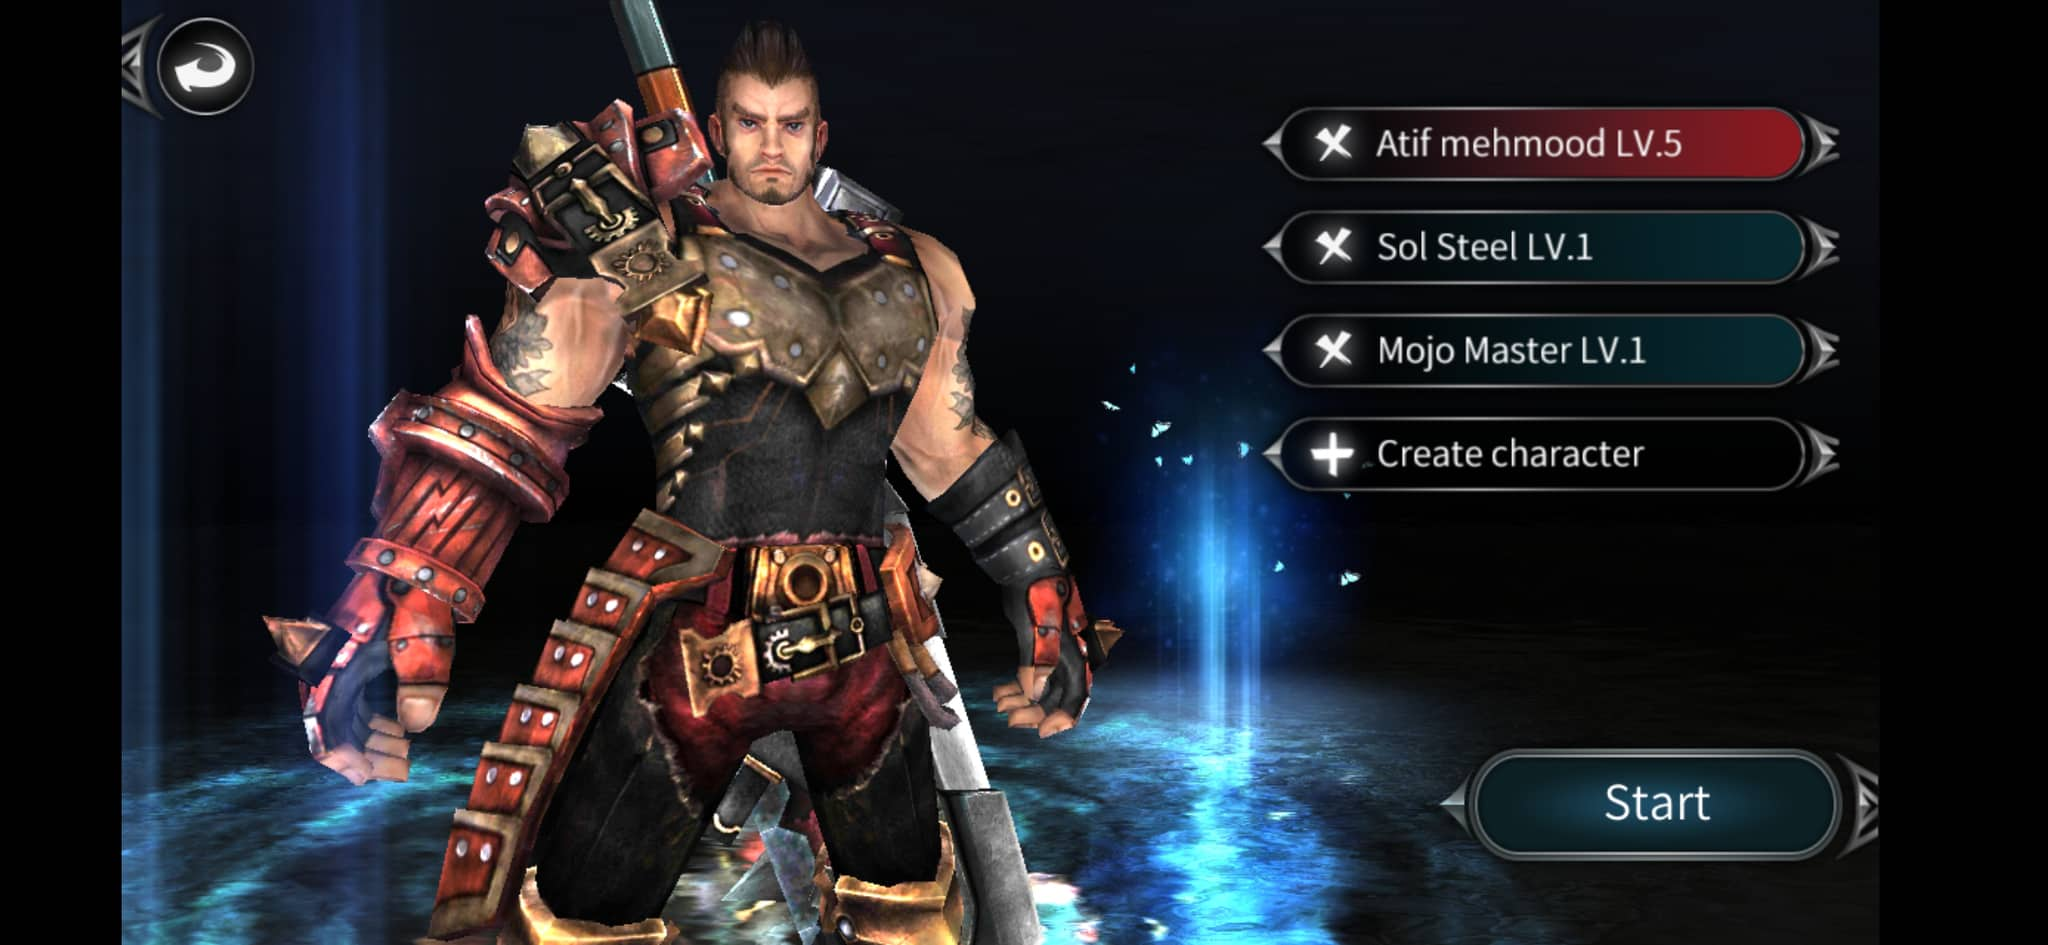 Atif mehmood LV.5
Sol Steel LV.1
Mojo Master LV.1
Create character
Start